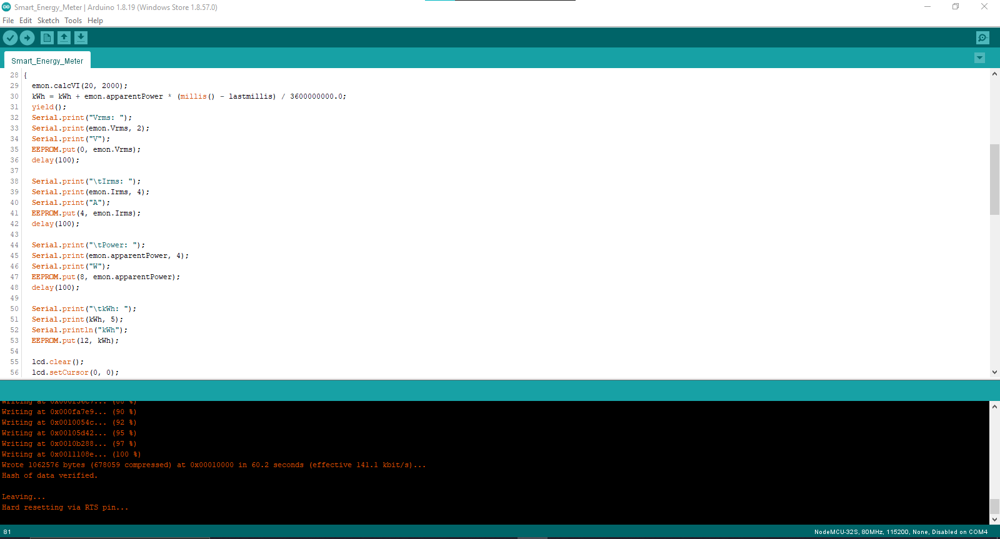 Smart_Energy_Meter | Arduino 1.8.19 (Windows Store 1.8.57.0)
File Edit Sketch Tools Help
Smart_Energy_Meter
28 {
29 emon.calcVI(20, 2000);
30 kWh = kWh + emon.apparentPower * (millis() - lastmillis) / 3600000000.0;
31 yield();
32 Serial.print("Vrms: ");
33 Serial.print(emon.Vrms, 2);
34 Serial.print("V");
35 EEPROM.put(0, emon.Vrms);
36 delay(100);
37
38 Serial.print("\tIrms: ");
39 Serial.print(emon.Irms, 4);
40 Serial.print("A");
41 EEPROM.put(4, emon.Irms);
42 delay(100);
43
44 Serial.print("\tPower: ");
45 Serial.print(emon.apparentPower, 4);
46 Serial.print("W");
47 EEPROM.put(8, emon.apparentPower);
48 delay(100);
49
50 Serial.print("\tkWh: ");
51 Serial.print(kWh, 5);
52 Serial.println("kWh");
53 EEPROM.put(12, kWh);
54
55 lcd.clear();
56 lcd.setCursor(0, 0);
Writing at
Writing at 0x000fa7e9... (90 %)
Writing at 0x0010054c... (92 %)
Writing at 0x00105d42... (95 %)
Writing at 0x0010b288... (97 %)
Writing at 0x0011108e... (100 %)
Wrote 1062576 bytes (678059 compressed) at 0x00010000 in 60.2 seconds (effective 141.1 kbit/s)...
Hash of data verified.
Leaving...
Hard resetting via RTS pin...
81
NodeMCU-32S, 80MHz, 115200, None, Disabled on COM4